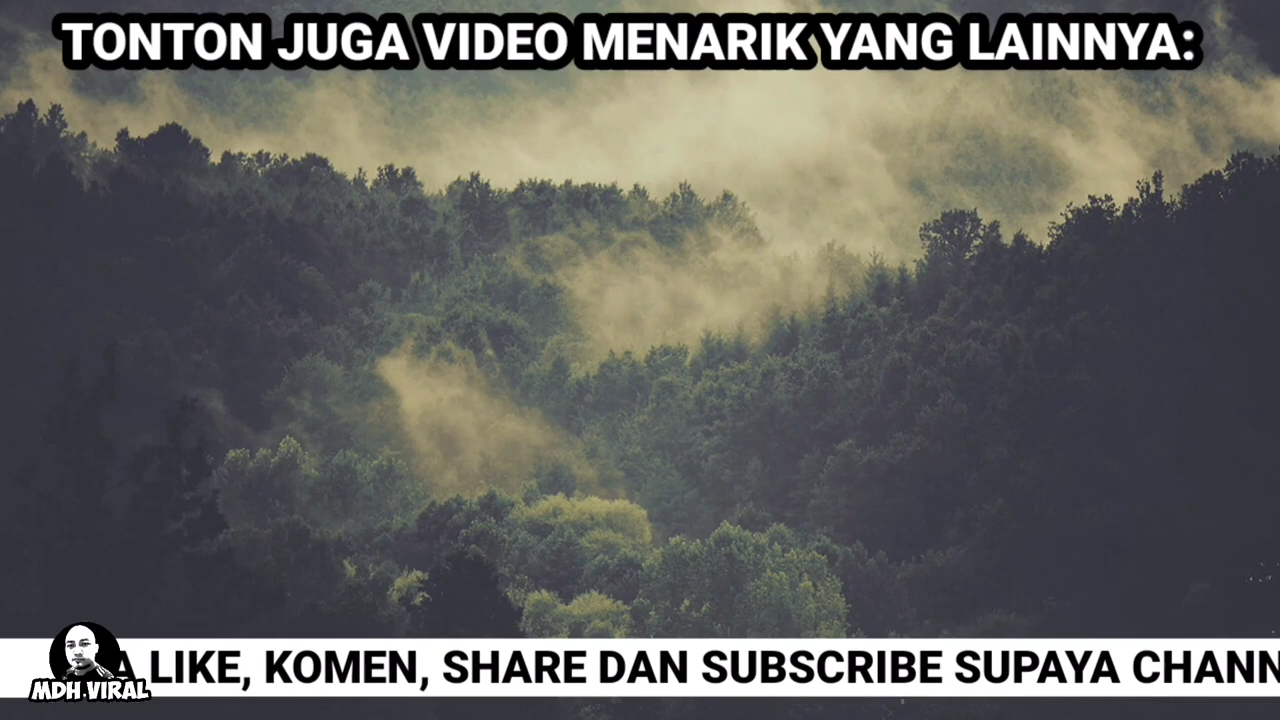 TONTON JUGA VIDEO MENARIK YANG LAINNYA:
LIKE, KOMEN, SHARE DAN SUBSCRIBE SUPAYA
MDH VIRAL